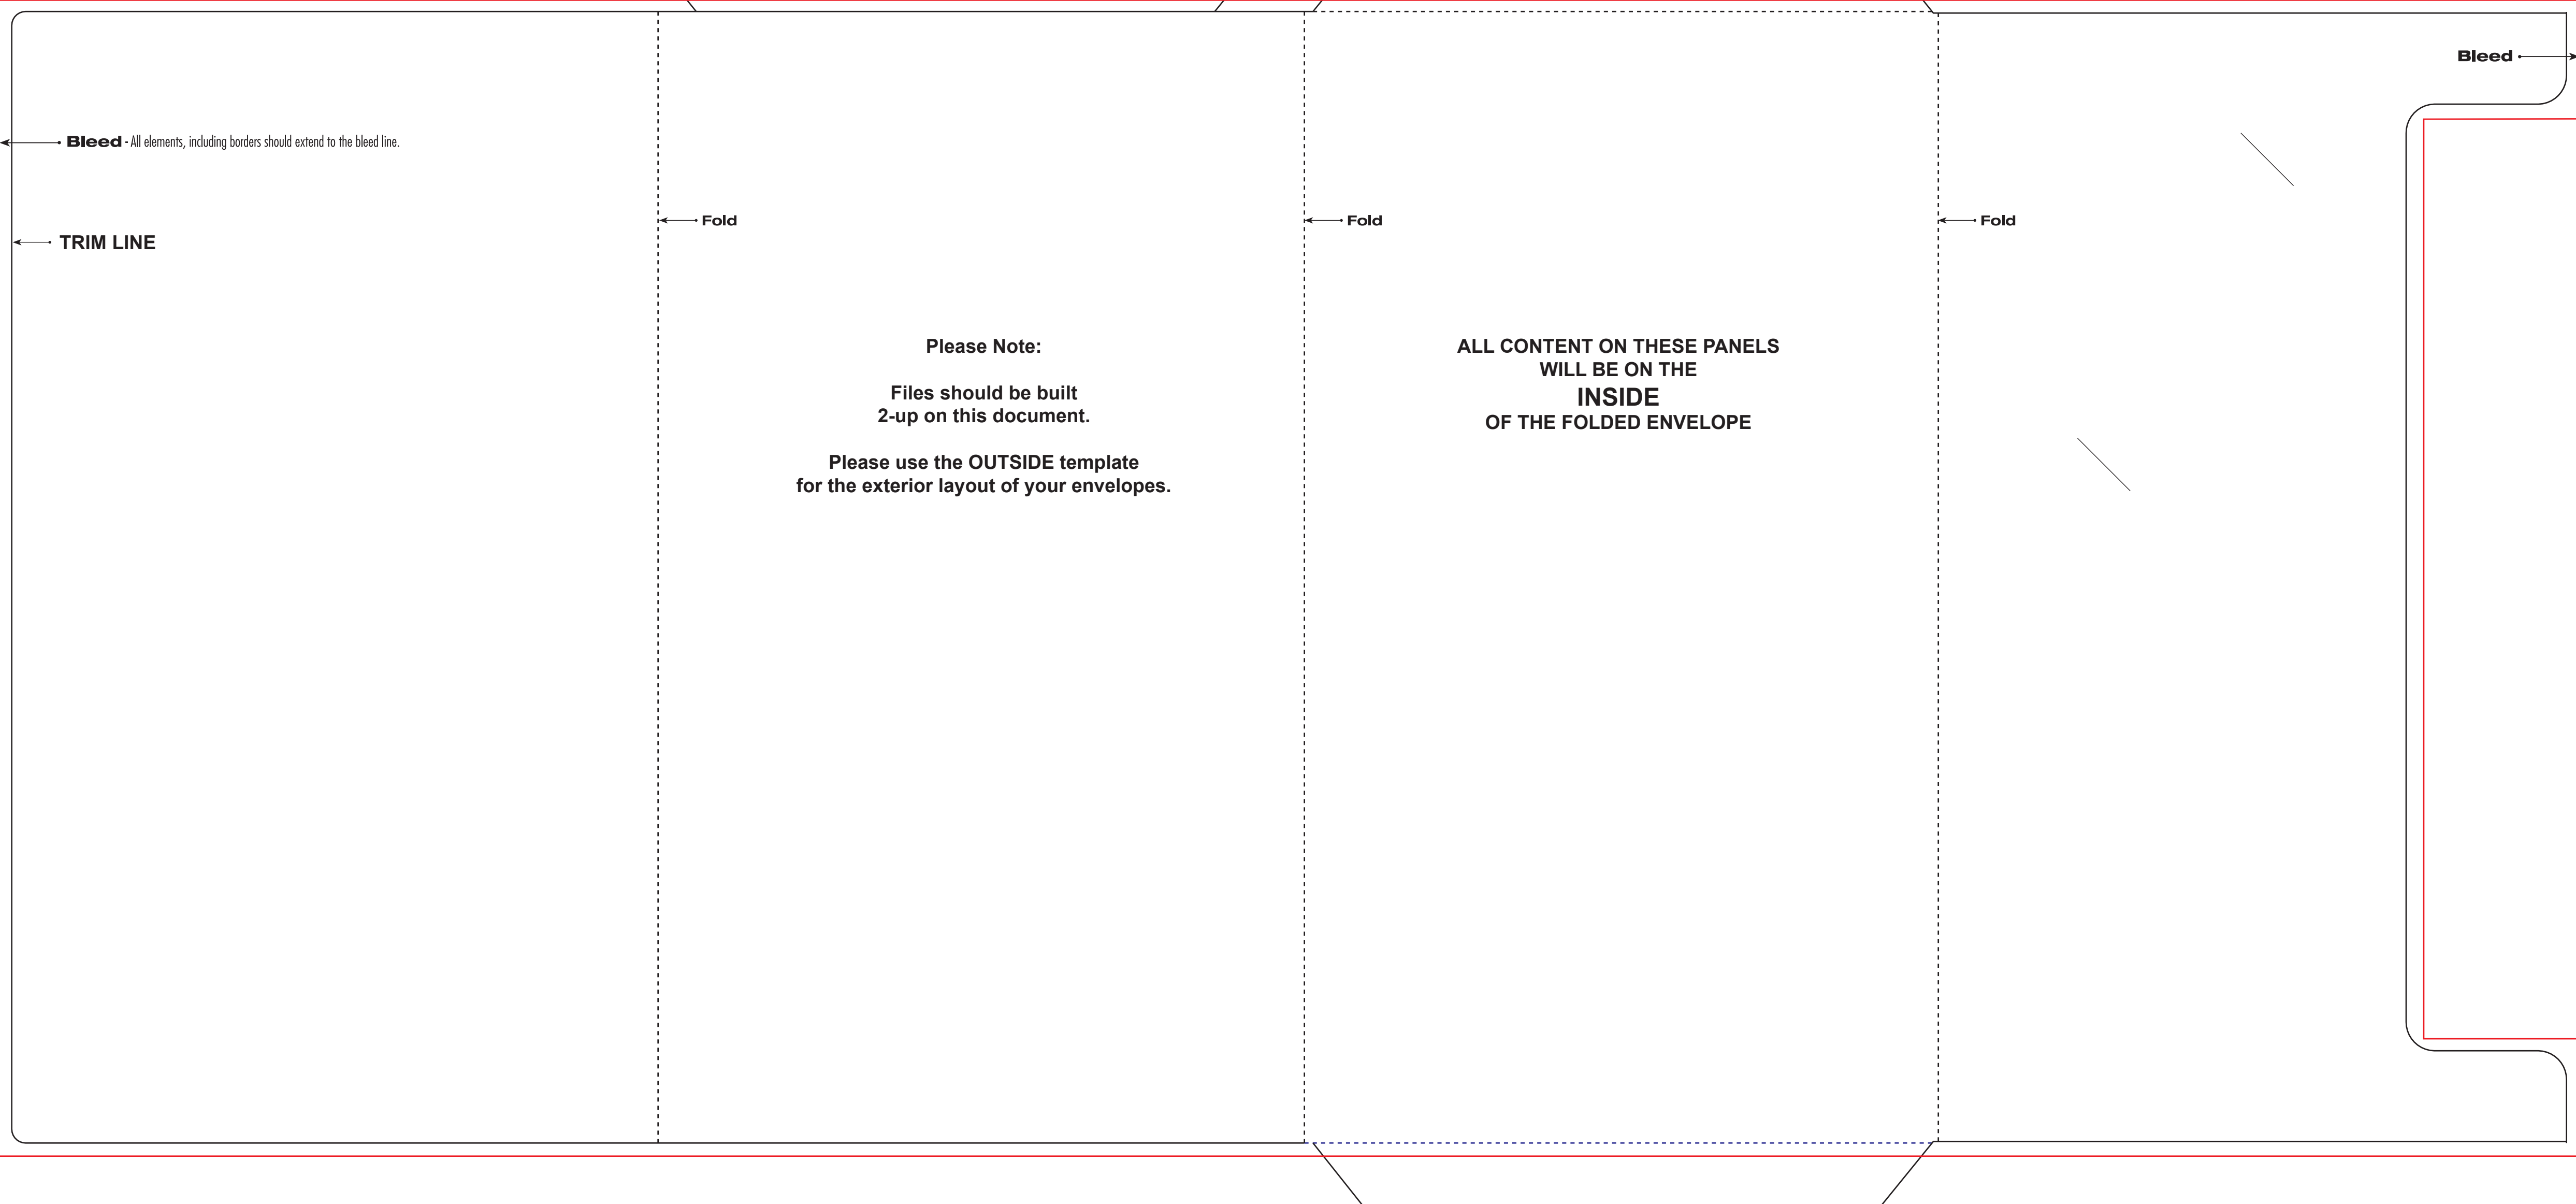 Bleed
Bleed - All elements, including borders should extend to the bleed line.
Fold
Fold
Fold
TRIM LINE
Please Note:
Files should be built
2-up on this document.
Please use the OUTSIDE template
for the exterior layout of your envelopes.
ALL CONTENT ON THESE PANELS
WILL BE ON THE
INSIDE
OF THE FOLDED ENVELOPE